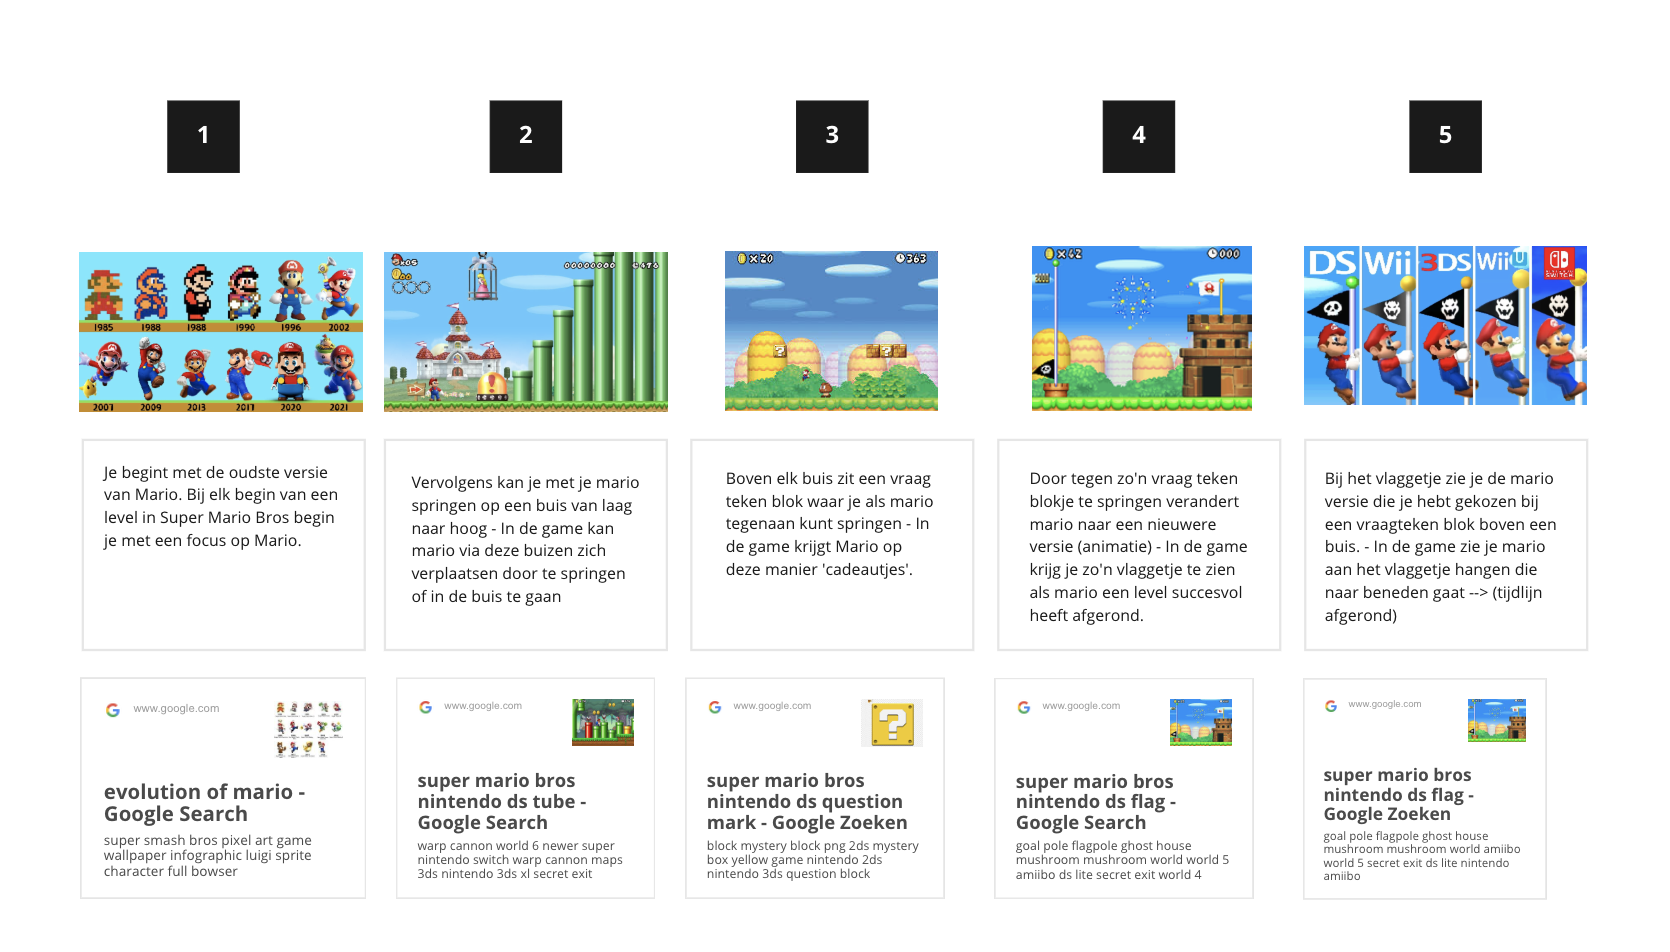 1
2
3
4
5
1985
1988
1988
1990
1996
2002
2007
2009
2013
2017
2020
2021
x20
363
x42
000
DS
Wii
3DS
Wii U
Je begint met de oudste versie
van Mario. Bij elk begin van een
level in Super Mario Bros begin
je met een focus op Mario.
Vervolgens kan je met je mario
springen op een buis van laag
naar hoog - In de game kan
mario via deze buizen zich
verplaatsen door te springen
of in de buis te gaan
Boven elk buis zit een vraag
teken blok waar je als mario
tegenaan kunt springen - In
de game krijgt Mario op
deze manier 'cadeautjes'.
Door tegen zo'n vraag teken
blokje te springen verandert
mario naar een nieuwere
versie (animatie) - In de game
krijg je zo'n vlaggetje te zien
als mario een level succesvol
heeft afgerond.
Bij het vlaggetje zie je de mario
versie die je hebt gekozen bij
een vraagteken blok boven een
buis. - In de game zie je mario
aan het vlaggetje hangen die
naar beneden gaat --> (tijdlijn
afgerond)
www.google.com
evolution of mario -
Google Search
super smash bros pixel art game
wallpaper infographic luigi sprite
character full bowser
www.google.com
super mario bros
nintendo ds tube -
Google Search
warp cannon world 6 newer super
nintendo switch warp cannon maps
3ds nintendo 3ds xl secret exit
www.google.com
super mario bros
nintendo ds question
mark - Google Zoeken
block mystery block png 2ds mystery
box yellow game nintendo 2ds
nintendo 3ds question block
www.google.com
super mario bros
nintendo ds flag -
Google Search
goal pole flagpole ghost house
mushroom mushroom world world 5
amiibo ds lite secret exit world 4
www.google.com
super mario bros
nintendo ds flag -
Google Zoeken
goal pole flagpole ghost house
mushroom mushroom world amiibo
world 5 secret exit ds lite nintendo
amiibo